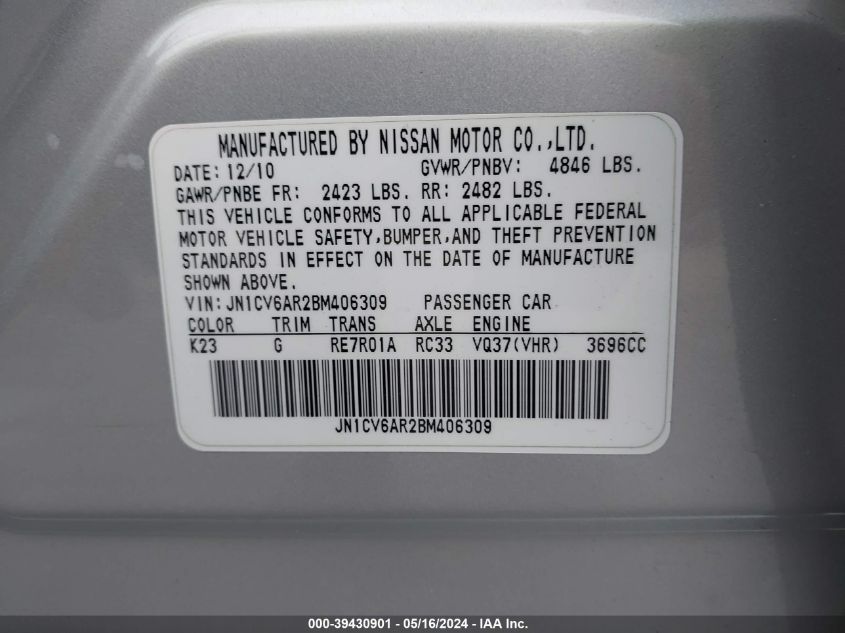 MANUFACTURED BY NISSAN MOTOR CO.,LTD.
DATE: 12/10 GVWR/PNBV: 4846 LBS.
GAWR/PNBE FR: 2423 LBS. RR: 2482 LBS.
THIS VEHICLE CONFORMS TO ALL APPLICABLE FEDERAL
MOTOR VEHICLE SAFETY,BUMPER,AND THEFT PREVENTION
STANDARDS IN EFFECT ON THE DATE OF MANUFACTURE
SHOWN ABOVE.
VIN: JN1CV6AR2BM406309 PASSENGER CAR
COLOR TRIM TRANS AXLE ENGINE
K23 G RE7R01A RC33 VQ37(VHR) 3696CC
JN1CV6AR2BM406309
000-39430901 - 05/16/2024 - IAA Inc.